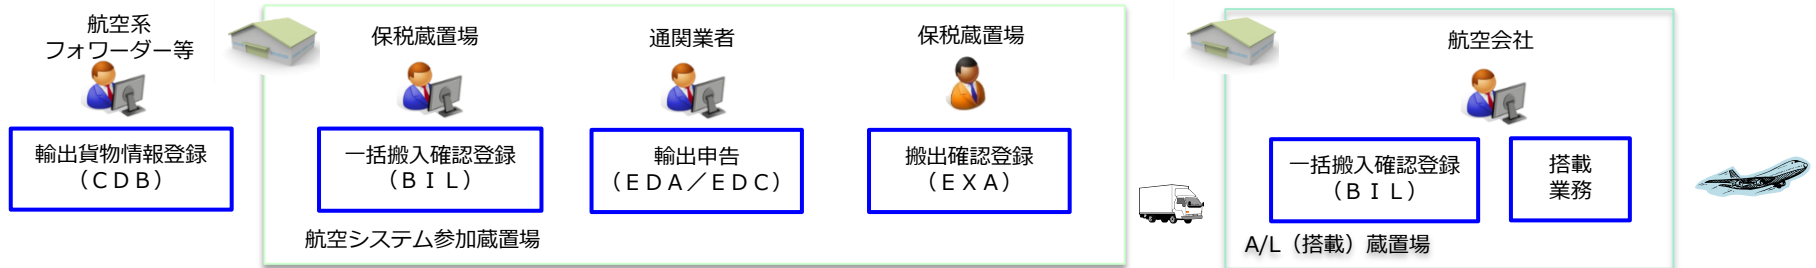 航空系
フォワーダー等
輸出貨物情報登録
（ＣＤＢ）
保税蔵置場
一括搬入確認登録
（ＢＩＬ）
通関業者
輸出申告
（ＥＤＡ／ＥＤＣ）
保税蔵置場
搬出確認登録
（ＥＸＡ）
航空システム参加蔵置場
航空会社
一括搬入確認登録
（ＢＩＬ）
搭載
業務
A/L（搭載）蔵置場